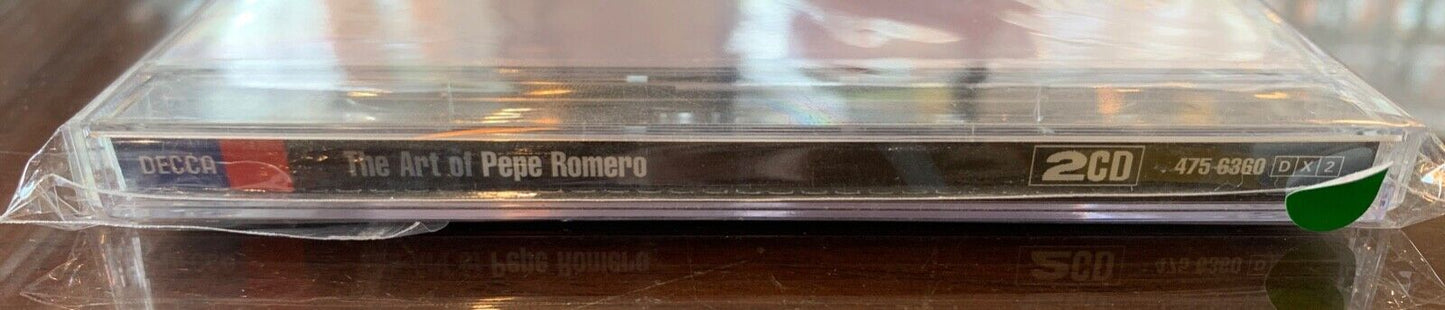 DECCA The Art of Pepe Romero 2CD 475-6360 DX2